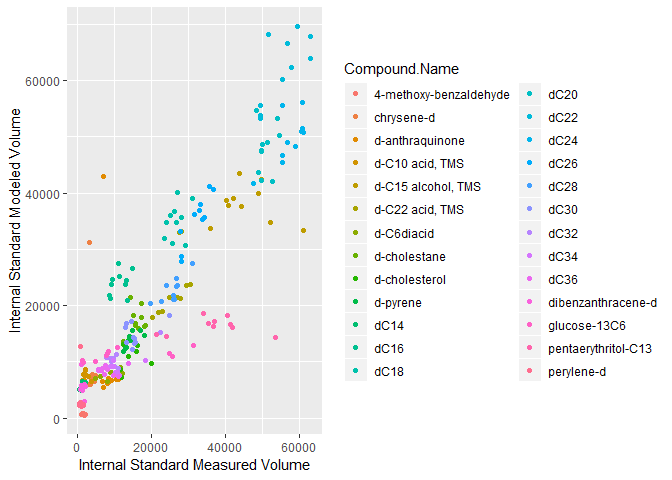 Internal Standard Modeled Volume
60000
40000
20000
0
0
20000
40000
60000
Internal Standard Measured Volume
Compound.Name
4-methoxy-benzaldehyde
chrysene-d
d-anthraquinone
d-C10 acid, TMS
d-C15 alcohol, TMS
d-C22 acid, TMS
d-C6diacid
d-cholestane
d-cholesterol
d-pyrene
dC14
dC16
dC18
dC20
dC22
dC24
dC26
dC28
dC30
dC32
dC34
dC36
dibenzanthracene-d
glucose-13C6
pentaerythritol-C13
perylene-d